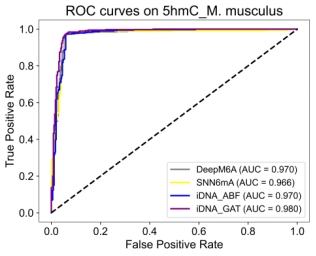 ROC curves on 5hmC_M. musculus
True Positive Rate
1.0
0.8
0.6
0.4
0.2
0.0
DeepM6A (AUC = 0.970)
SNN6mA (AUC = 0.966)
iDNA_ABF (AUC = 0.970)
iDNA_GAT (AUC = 0.980)
0.0 0.2 0.4 0.6 0.8 1.0
False Positive Rate